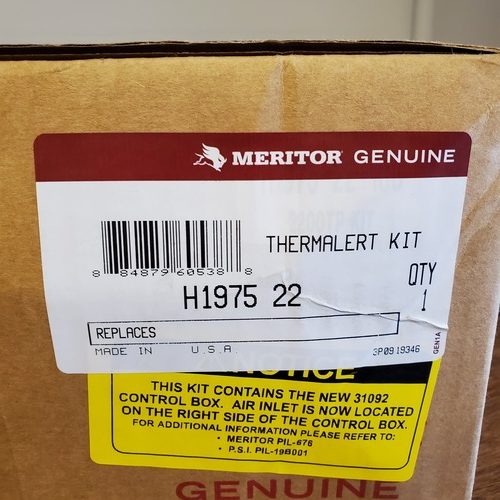 MERITOR GENUINE
THERMALERT KIT
8 84879 60538 8
QTY
H1975 22 1
REPLACES
MADE IN U.S.A
3P0919346
GEN1A
NOTICE
THIS KIT CONTAINS THE NEW 31092
CONTROL BOX. AIR INLET IS NOW LOCATED
ON THE RIGHT SIDE OF THE CONTROL BOX.
FOR ADDITIONAL INFORMATION PLEASE REFER TO:
• MERITOR PIL-676
• P.S.I. PIL-19B001
GENUINE